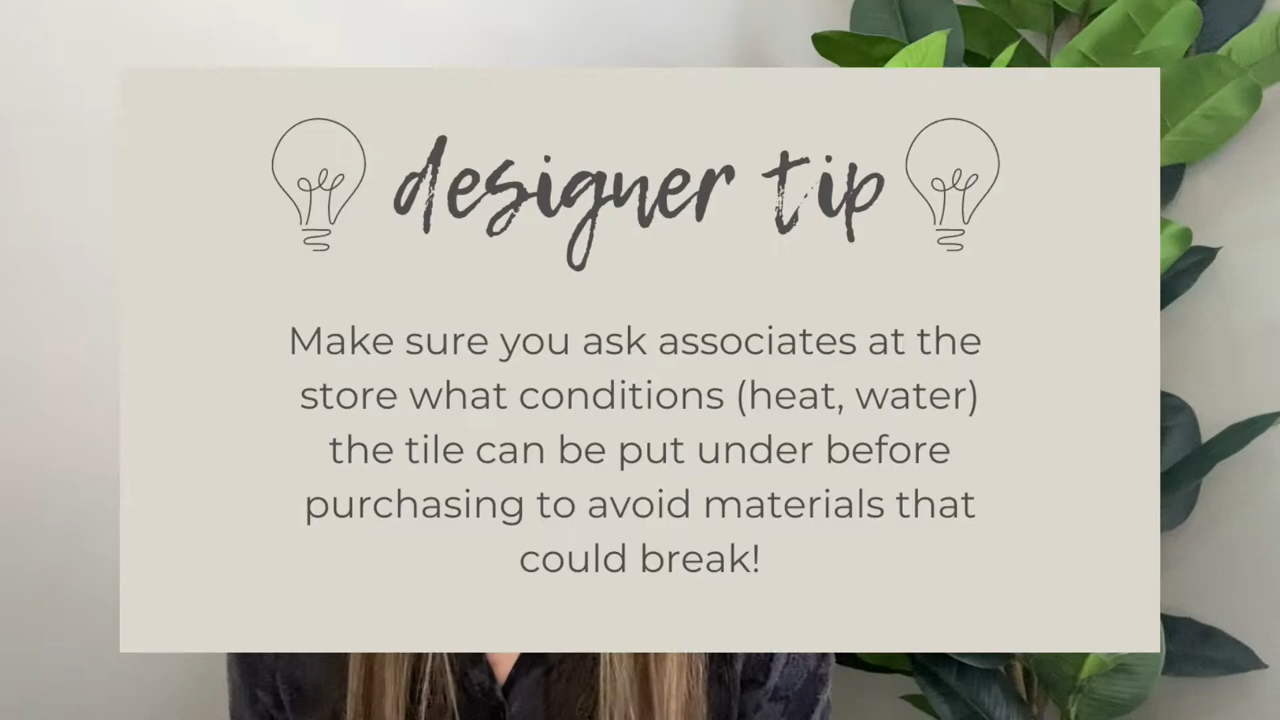 designer tip
Make sure you ask associates at the
store what conditions (heat, water)
the tile can be put under before
purchasing to avoid materials that
could break!